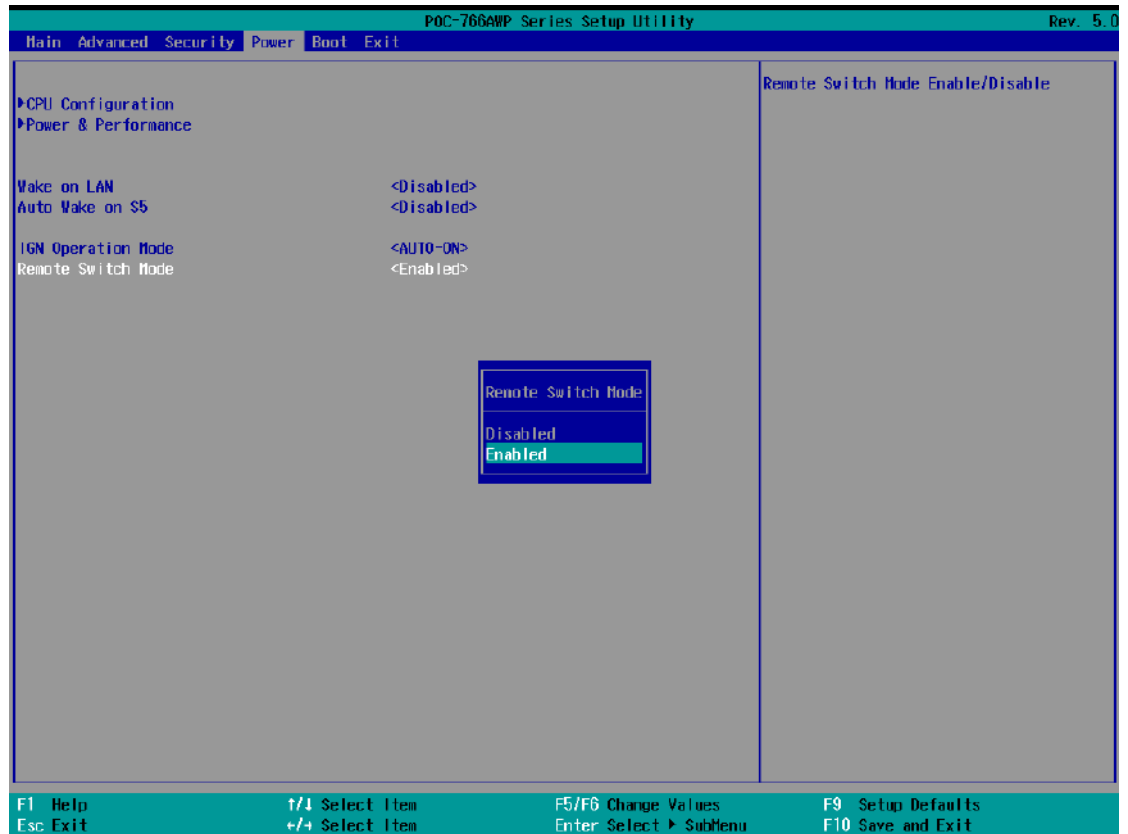 POC-766AWP Series Setup Utility Rev. 5.0
Main Advanced Security Power Boot Exit
Remote Switch Mode Enable/Disable
▶CPU Configuration
▶Power & Performance
Wake on LAN <Disabled>
Auto Wake on S5 <Disabled>
IGN Operation Mode <AUTO-ON>
Remote Switch Mode <Enabled>
Remote Switch Mode
Disabled
Enabled
F1 Help ↑/↓ Select Item F5/F6 Change Values F9 Setup Defaults
Esc Exit ←/→ Select Item Enter Select ▶ SubMenu F10 Save and Exit